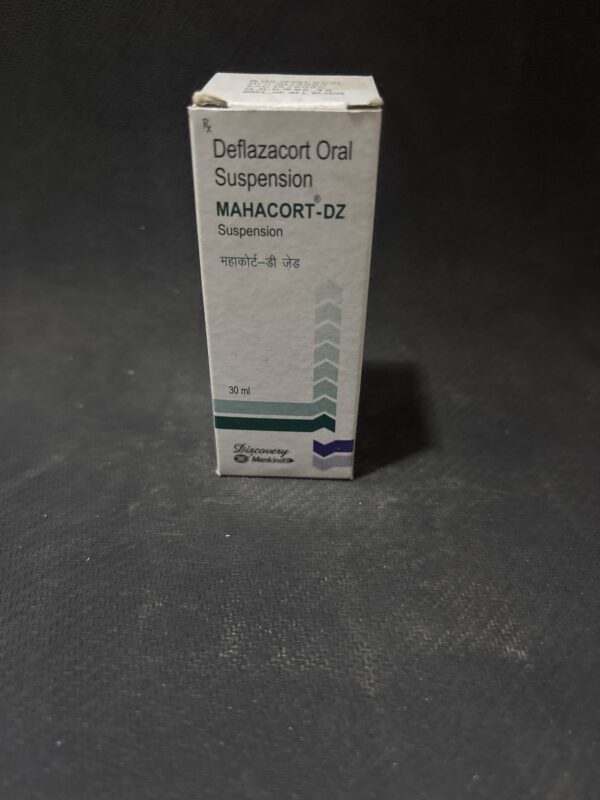 Rx
Deflazacort Oral
Suspension
MAHACORT®-DZ
Suspension
महाकोर्ट-डी जेड
30 ml
Discovery
Mankind